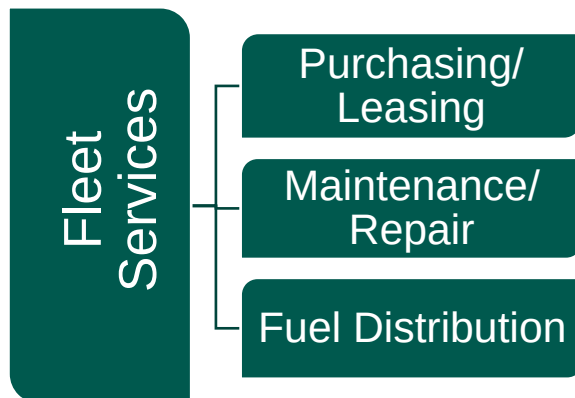 Fleet
Services
Purchasing/
Leasing
Maintenance/
Repair
Fuel Distribution